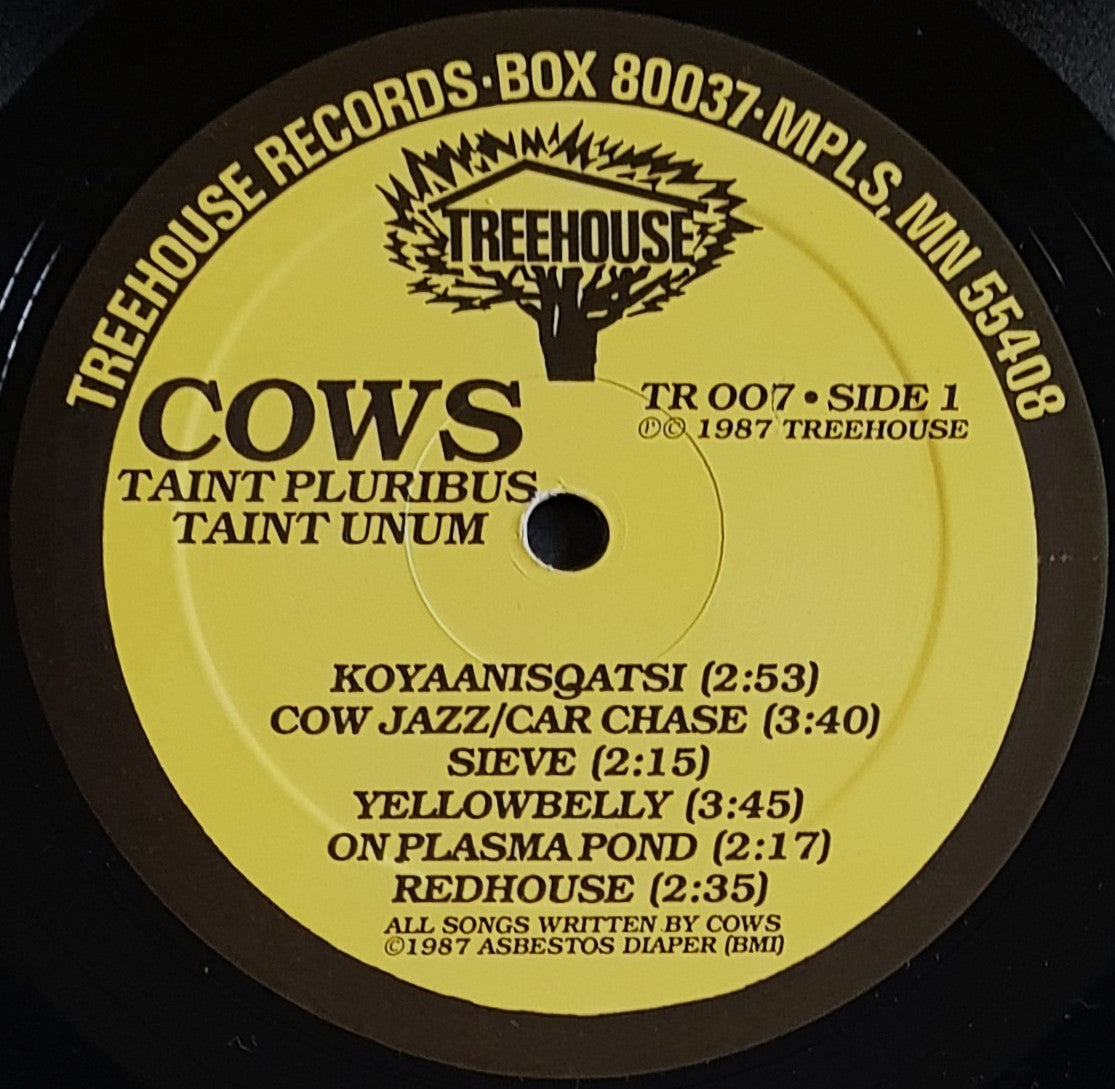 TREEHOUSE RECORDS·BOX 80037·MPLS, MN 55408
TREEHOUSE
COWS
TAINT PLURIBUS
TAINT UNUM
TR 007 • SIDE 1
℗© 1987 TREEHOUSE
KOYAANISQATSI (2:53)
COW JAZZ/CAR CHASE (3:40)
SIEVE (2:15)
YELLOWBELLY (3:45)
ON PLASMA POND (2:17)
REDHOUSE (2:35)
ALL SONGS WRITTEN BY COWS
©1987 ASBESTOS DIAPER (BMI)